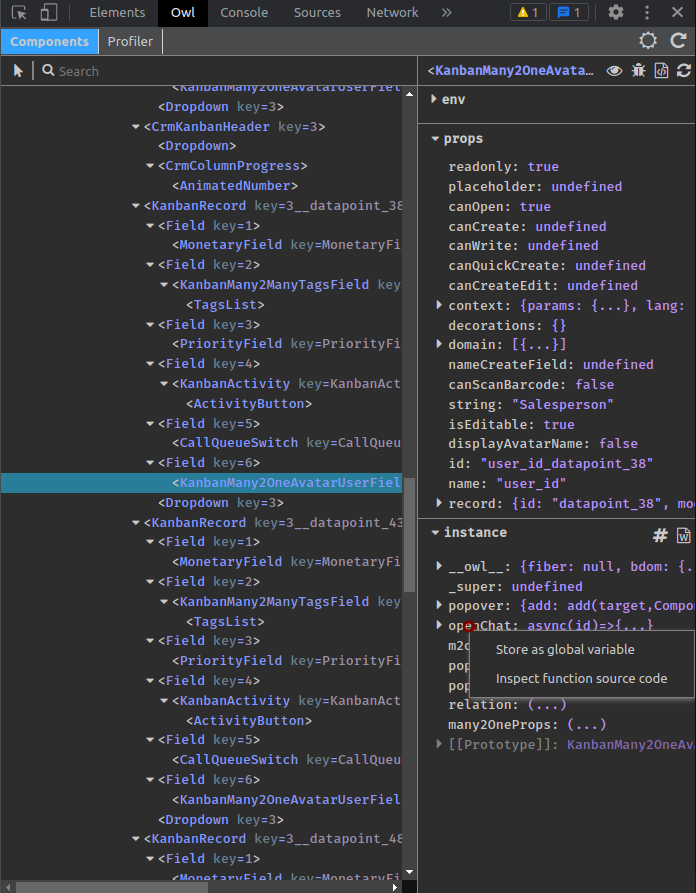 Elements Owl Console Sources Network » 1 1
Components Profiler
Search
<KanbanMany2OneAvatarUserFiel
<Dropdown key=3>
<CrmKanbanHeader key=3>
<Dropdown>
<CrmColumnProgress>
<AnimatedNumber>
<KanbanRecord key=3__datapoint_38
<Field key=1>
<MonetaryField key=MonetaryFi
<Field key=2>
<KanbanMany2ManyTagsField key
<TagsList>
<Field key=3>
<PriorityField key=PriorityFi
<Field key=4>
<KanbanActivity key=KanbanAct
<ActivityButton>
<Field key=5>
<CallQueueSwitch key=CallQueu
<Field key=6>
<KanbanMany2OneAvatarUserFiel
<Dropdown key=3>
<KanbanRecord key=3__datapoint_43
<Field key=1>
<MonetaryField key=MonetaryFi
<Field key=2>
<KanbanMany2ManyTagsField key
<TagsList>
<Field key=3>
<PriorityField key=PriorityFi
<Field key=4>
<KanbanActivity key=KanbanAct
<ActivityButton>
<Field key=5>
<CallQueueSwitch key=CallQueu
<Field key=6>
<KanbanMany2OneAvatarUserFiel
<Dropdown key=3>
<KanbanRecord key=3__datapoint_48
<Field key=1>
<MonetaryField key=MonetaryFi
<KanbanMany2OneAvata...
env
props
readonly: true
placeholder: undefined
canOpen: true
canCreate: undefined
canWrite: undefined
canQuickCreate: undefined
canCreateEdit: undefined
context: {params: {...}, lang:
decorations: {}
domain: [{...}]
nameCreateField: undefined
canScanBarcode: false
string: "Salesperson"
isEditable: true
displayAvatarName: false
id: "user_id_datapoint_38"
name: "user_id"
record: {id: "datapoint_38", mo
instance #
__owl__: {fiber: null, bdom: {.
_super: undefined
popover: {add: add(target,Compo
openChat: async(id)=>{...}
m2o
pop
pop
Store as global variable
Inspect function source code
relation: (...)
many2OneProps: (...)
[[Prototype]]: KanbanMany2OneAv